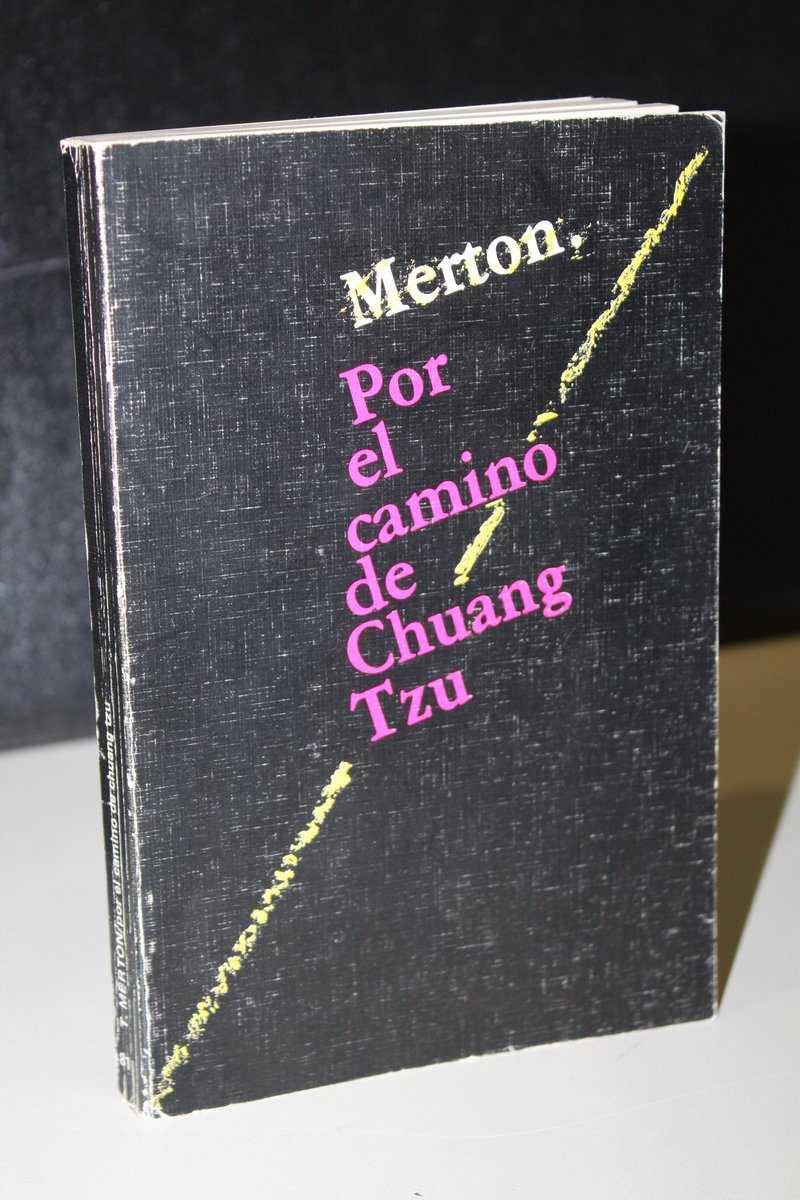 Merton.
Por
el
camino
de
Chuang
Tzu
T. MERTON/por el camino de chuang tzu